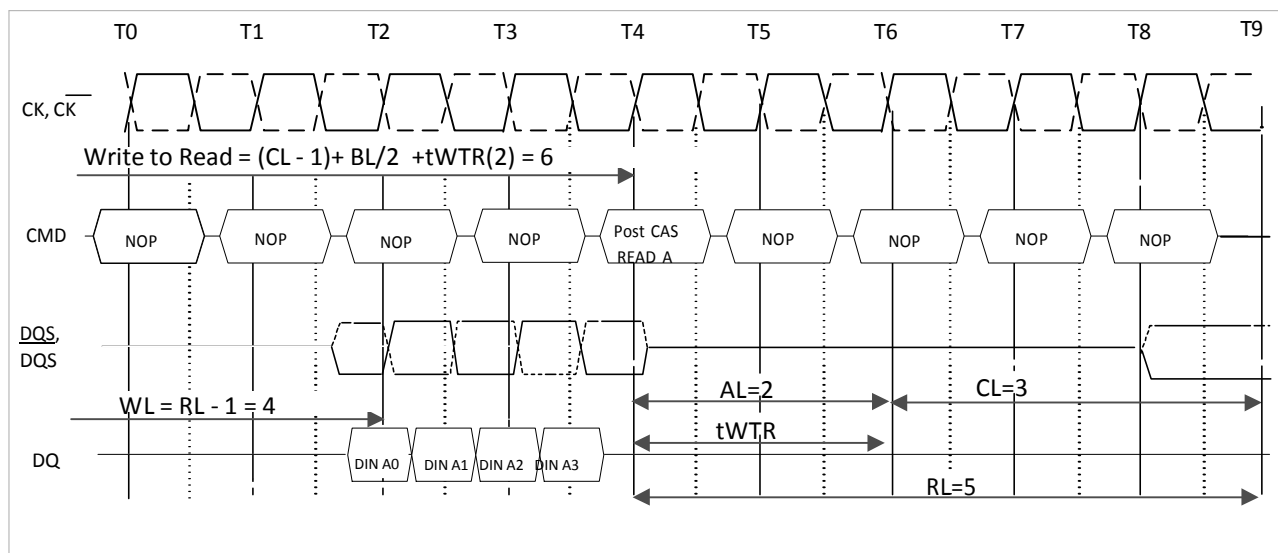 T0 T1 T2 T3 T4 T5 T6 T7 T8 T9
CK, CK
Write to Read = (CL - 1)+ BL/2 +tWTR(2) = 6
CMD NOP NOP NOP NOP Post CAS NOP NOP NOP NOP
READ A
DQS,
DQS
WL = RL - 1 = 4 AL=2 CL=3
tWTR
DQ DIN A0 DIN A1 DIN A2 DIN A3
RL=5